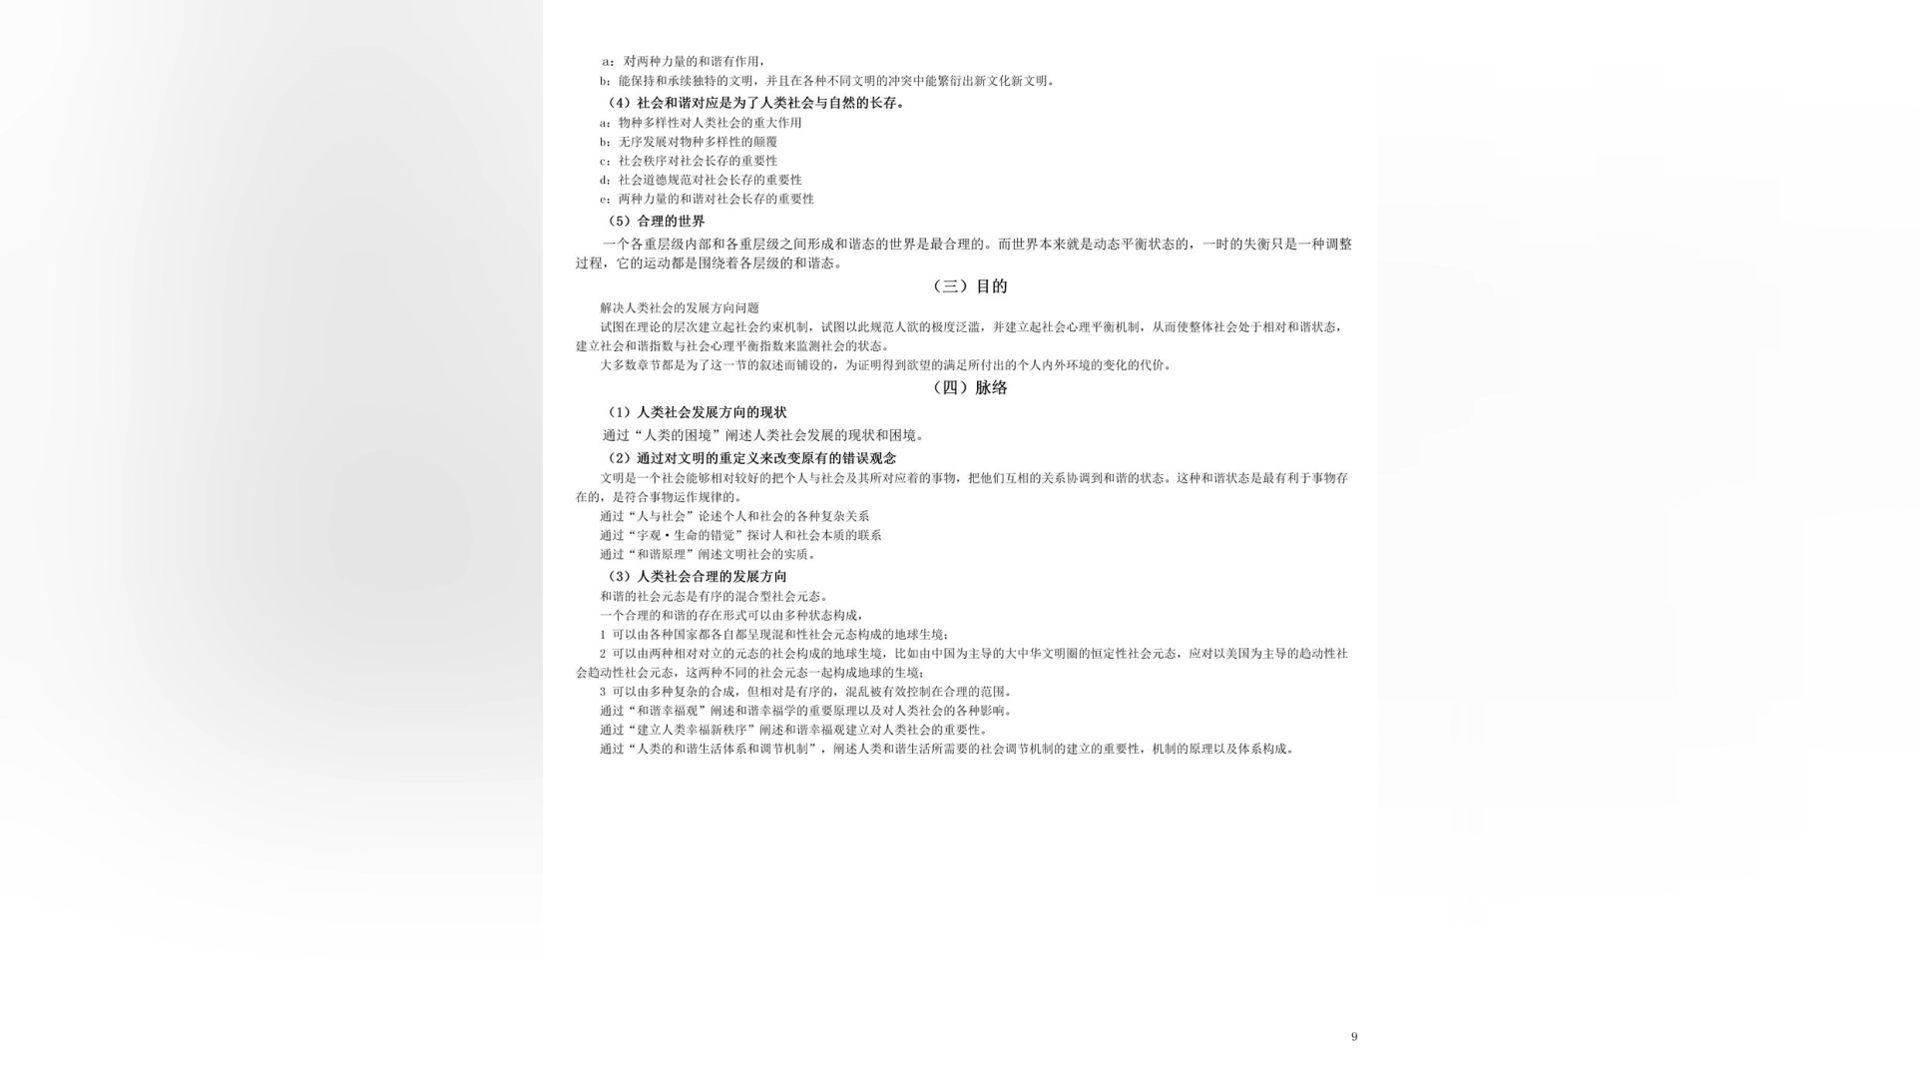 a：对两种力量的和谐有作用，
b：能保持和承续独特的文明，并且在各种不同文明的冲突中能繁衍出新文化新文明。
（4）社会和谐对应是为了人类社会与自然的长存。
a：物种多样性对人类社会的重大作用
b：无序发展对物种多样性的颠覆
c：社会秩序对社会长存的重要性
d：社会道德规范对社会长存的重要性
e：两种力量的和谐对社会长存的重要性
（5）合理的世界
一个各重层级内部和各重层级之间形成和谐态的世界是最合理的。而世界本来就是动态平衡状态的，一时的失衡只是一种调整
过程，它的运动都是围绕着各层级的和谐态。
（三）目的
解决人类社会的发展方向问题
试图在理论的层次建立起社会约束机制，试图以此规范人欲的极度泛滥，并建立起社会心理平衡机制，从而使整体社会处于相对和谐状态，
建立社会和谐指数与社会心理平衡指数来监测社会的状态。
大多数章节都是为了这一节的叙述而铺设的，为证明得到欲望的满足所付出的个人内外环境的变化的代价。
（四）脉络
（1）人类社会发展方向的现状
通过“人类的困境”阐述人类社会发展的现状和困境。
（2）通过对文明的重定义来改变原有的错误观念
文明是一个社会能够相对较好的把个人与社会及其所对应着的事物，把他们互相的关系协调到和谐的状态。这种和谐状态是最有利于事物存
在的，是符合事物运作规律的。
通过“人与社会”论述个人和社会的各种复杂关系
通过“宇观·生命的错觉”探讨人和社会本质的联系
通过“和谐原理”阐述文明社会的实质。
（3）人类社会合理的发展方向
和谐的社会元态是有序的混合型社会元态。
一个合理的和谐的存在形式可以由多种状态构成，
1 可以由各种国家都各自都呈现混和性社会元态构成的地球生境；
2 可以由两种相对对立的元态的社会构成的地球生境，比如由中国为主导的大中华文明圈的恒定性社会元态，应对以美国为主导的趋动性社
会趋动性社会元态，这两种不同的社会元态一起构成地球的生境；
3 可以由多种复杂的合成，但相对是有序的，混乱被有效控制在合理的范围。
通过“和谐幸福观”阐述和谐幸福学的重要原理以及对人类社会的各种影响。
通过“建立人类幸福新秩序”阐述和谐幸福观建立对人类社会的重要性。
通过“人类的和谐生活体系和调节机制”，阐述人类和谐生活所需要的社会调节机制的建立的重要性，机制的原理以及体系构成。
9